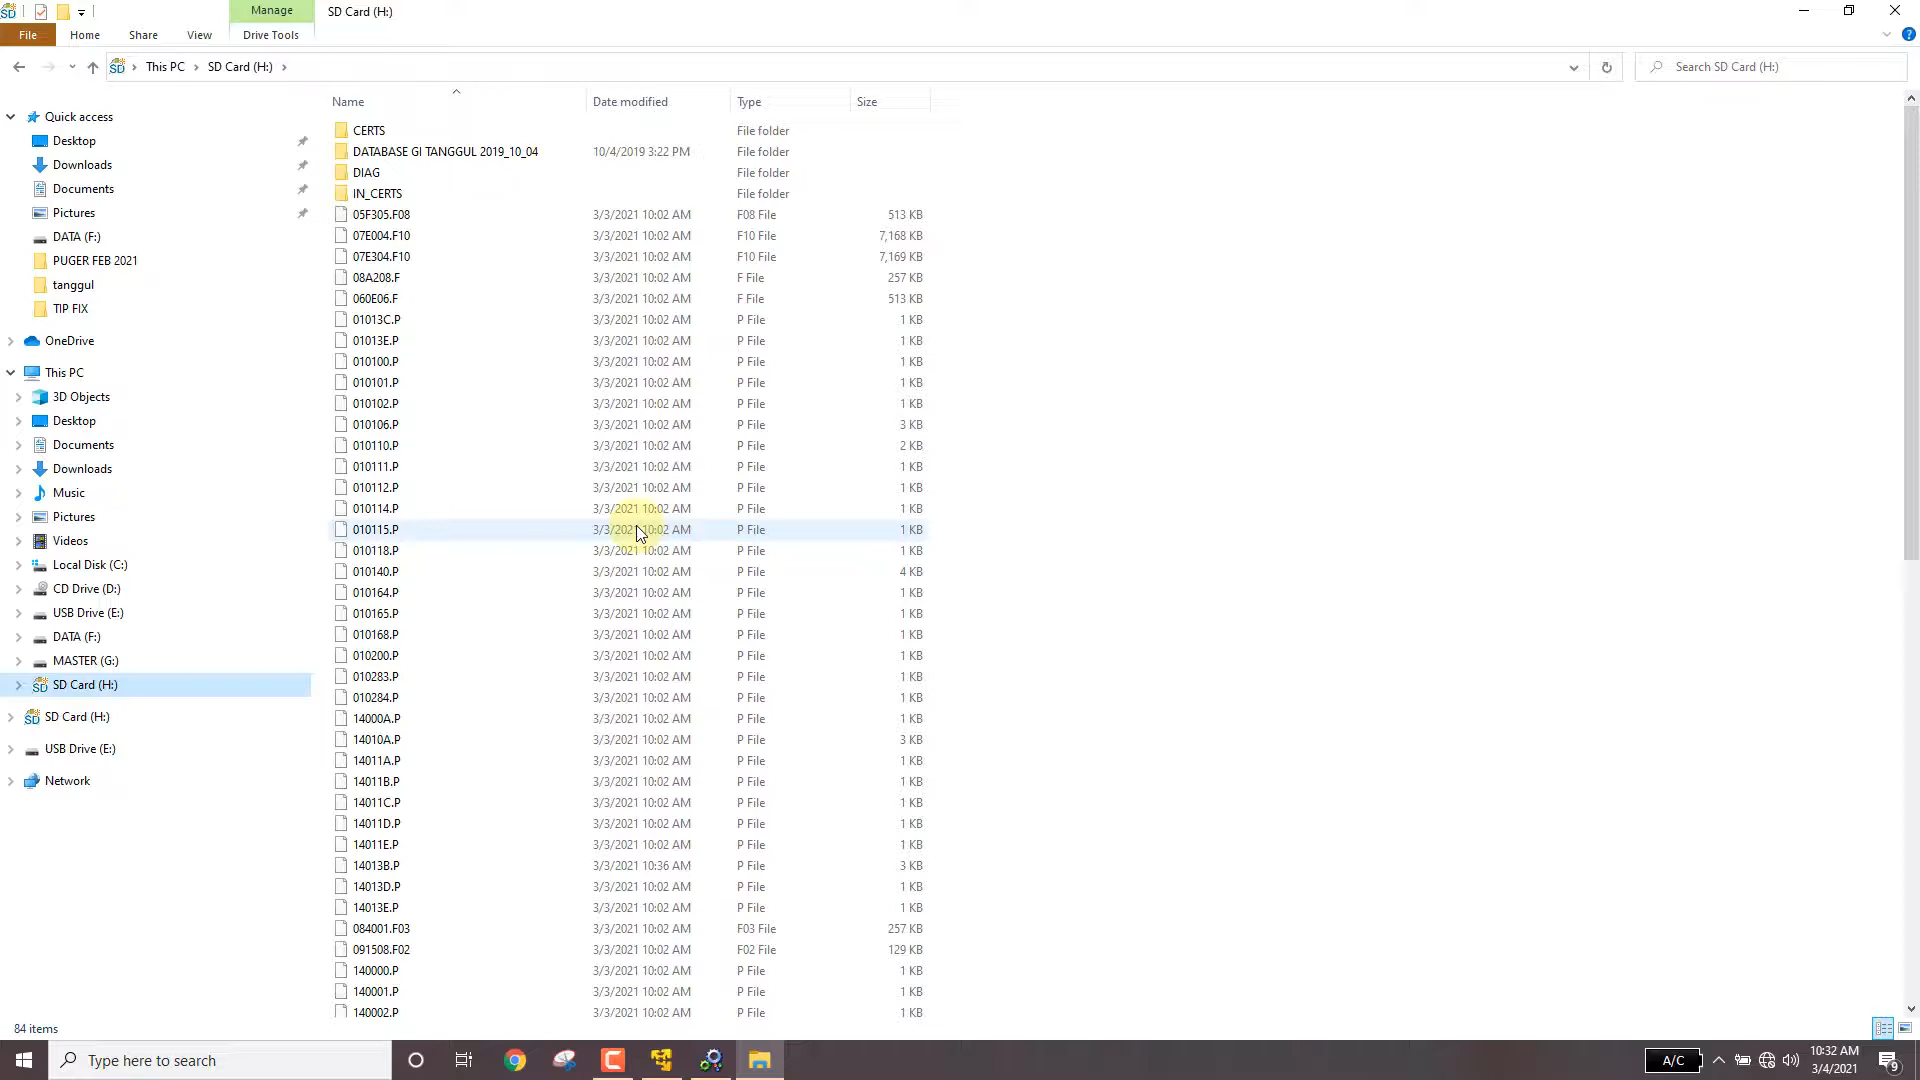 Manage
SD Card (H:)
File
Home
Share
View
Drive Tools
This PC
SD Card (H:)
Search SD Card (H:)
Name
Date modified
Type
Size
Quick access
Desktop
Downloads
Documents
Pictures
DATA (F:)
PUGER FEB 2021
tanggul
TIP FIX
OneDrive
This PC
3D Objects
Desktop
Documents
Downloads
Music
Pictures
Videos
Local Disk (C:)
CD Drive (D:)
USB Drive (E:)
DATA (F:)
MASTER (G:)
SD Card (H:)
SD Card (H:)
USB Drive (E:)
Network
CERTS File folder
DATABASE GI TANGGUL 2019_10_04 10/4/2019 3:22 PM File folder
DIAG File folder
IN_CERTS File folder
05F305.F08 3/3/2021 10:02 AM F08 File 513 KB
07E004.F10 3/3/2021 10:02 AM F10 File 7,168 KB
07E304.F10 3/3/2021 10:02 AM F10 File 7,169 KB
08A208.F 3/3/2021 10:02 AM F File 257 KB
060E06.F 3/3/2021 10:02 AM F File 513 KB
01013C.P 3/3/2021 10:02 AM P File 1 KB
01013E.P 3/3/2021 10:02 AM P File 1 KB
010100.P 3/3/2021 10:02 AM P File 1 KB
010101.P 3/3/2021 10:02 AM P File 1 KB
010102.P 3/3/2021 10:02 AM P File 1 KB
010106.P 3/3/2021 10:02 AM P File 3 KB
010110.P 3/3/2021 10:02 AM P File 2 KB
010111.P 3/3/2021 10:02 AM P File 1 KB
010112.P 3/3/2021 10:02 AM P File 1 KB
010114.P 3/3/2021 10:02 AM P File 1 KB
010115.P 3/3/2021 10:02 AM P File 1 KB
010118.P 3/3/2021 10:02 AM P File 1 KB
010140.P 3/3/2021 10:02 AM P File 4 KB
010164.P 3/3/2021 10:02 AM P File 1 KB
010165.P 3/3/2021 10:02 AM P File 1 KB
010168.P 3/3/2021 10:02 AM P File 1 KB
010200.P 3/3/2021 10:02 AM P File 1 KB
010283.P 3/3/2021 10:02 AM P File 1 KB
010284.P 3/3/2021 10:02 AM P File 1 KB
14000A.P 3/3/2021 10:02 AM P File 1 KB
14010A.P 3/3/2021 10:02 AM P File 3 KB
14011A.P 3/3/2021 10:02 AM P File 1 KB
14011B.P 3/3/2021 10:02 AM P File 1 KB
14011C.P 3/3/2021 10:02 AM P File 1 KB
14011D.P 3/3/2021 10:02 AM P File 1 KB
14011E.P 3/3/2021 10:02 AM P File 1 KB
14013B.P 3/3/2021 10:36 AM P File 3 KB
14013D.P 3/3/2021 10:02 AM P File 1 KB
14013E.P 3/3/2021 10:02 AM P File 1 KB
084001.F03 3/3/2021 10:02 AM F03 File 257 KB
091508.F02 3/3/2021 10:02 AM F02 File 129 KB
140000.P 3/3/2021 10:02 AM P File 1 KB
140001.P 3/3/2021 10:02 AM P File 1 KB
140002.P 3/3/2021 10:02 AM P File 1 KB
84 items
Type here to search
A/C
10:32 AM
3/4/2021
9